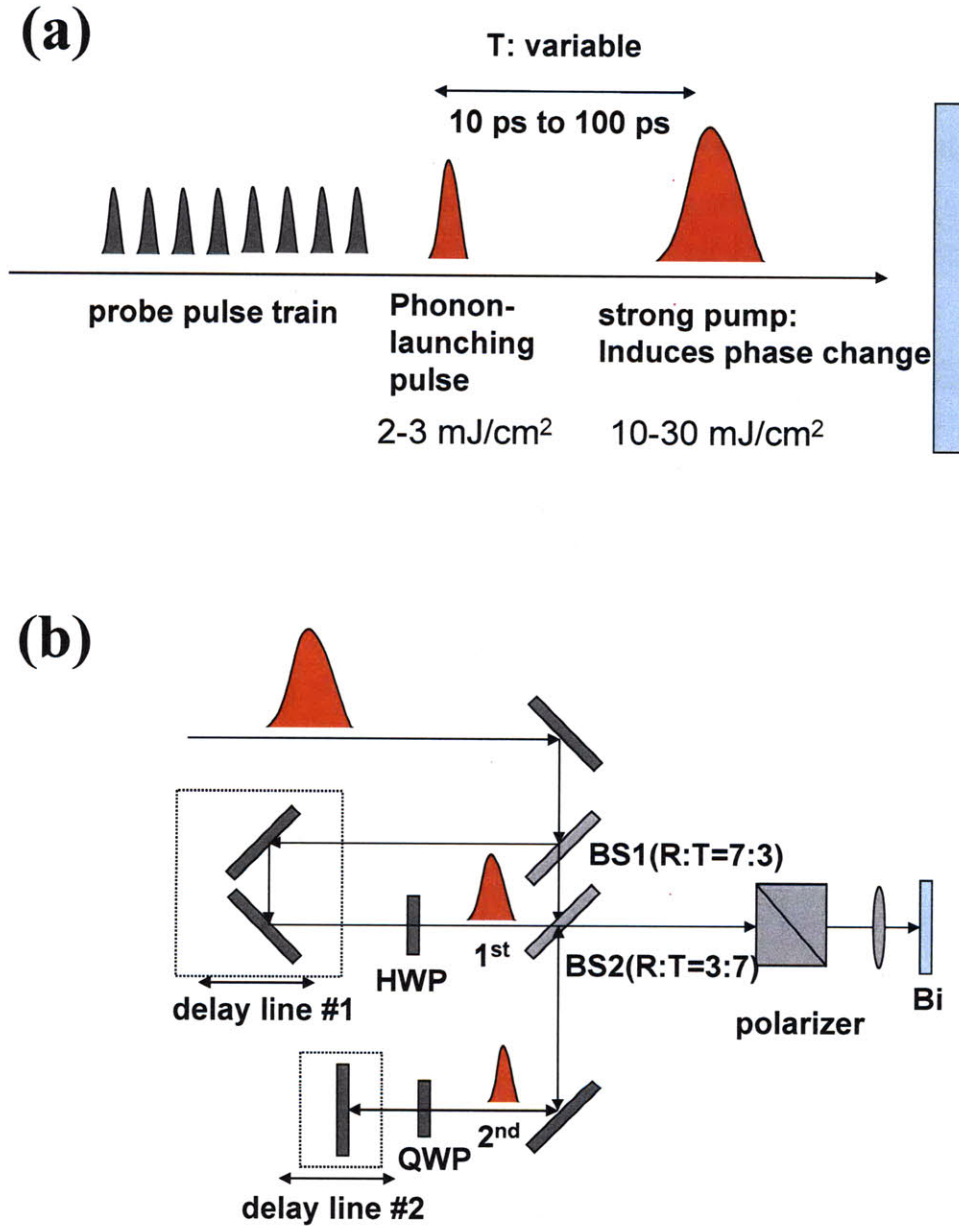 (a)
T: variable
10 ps to 100 ps
probe pulse train
Phonon-
launching
pulse
2-3 mJ/cm²
strong pump:
Induces phase change
10-30 mJ/cm²
(b)
BS1(R:T=7:3)
1st
HWP
BS2(R:T=3:7)
delay line #1
polarizer
Bi
2nd
QWP
delay line #2